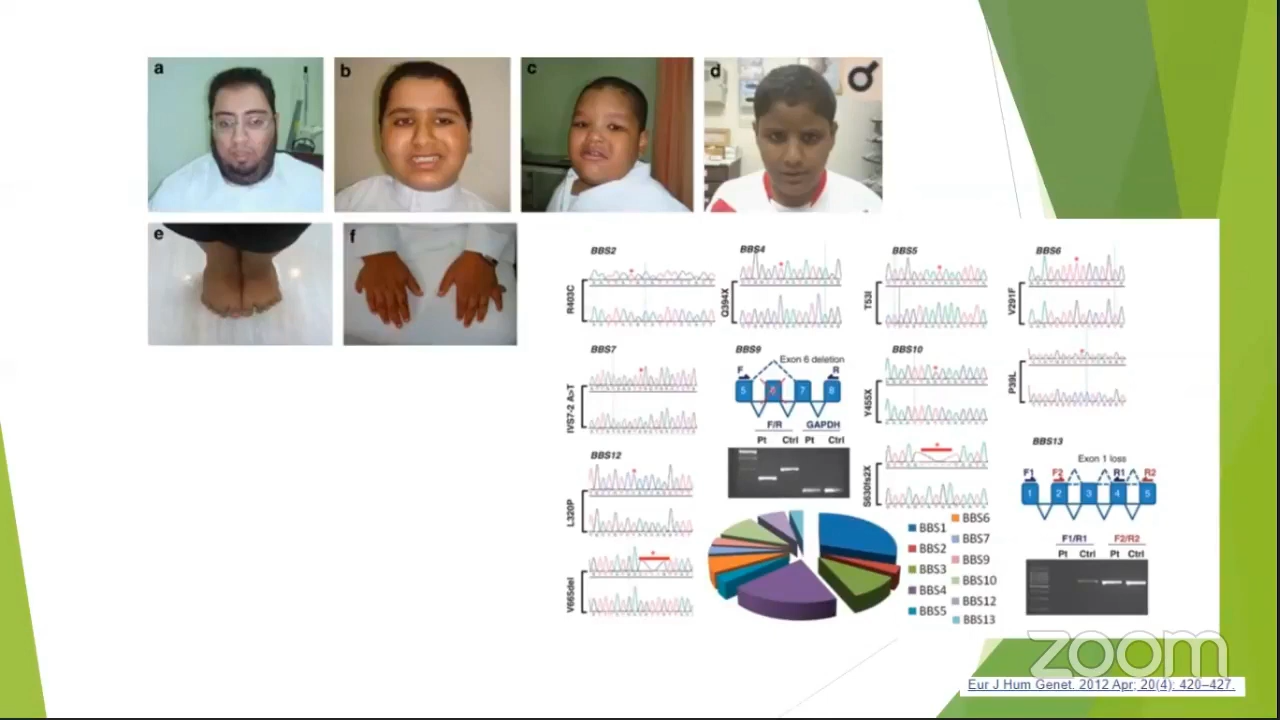 a
b
c
d
e
f
BBS2
R403C
BBS4
Q394X
BBS5
T53I
BBS6
V291F
P39L
BBS7
IVS7-2 A>T
BBS9
Exon 6 deletion
F
R
5
6
7
8
F/R
GAPDH
Pt
Ctrl
Pt
Ctrl
BBS10
Y455X
S630fs2X
BBS12
L320P
V665del
BBS13
Exon 1 loss
F1
F2
R1
R2
1
2
3
4
5
F1/R1
F2/R2
Pt
Ctrl
Pt
Ctrl
BBS1
BBS2
BBS3
BBS4
BBS5
BBS6
BBS7
BBS9
BBS10
BBS12
BBS13
zoom
Eur J Hum Genet. 2012 Apr; 20(4): 420–427.